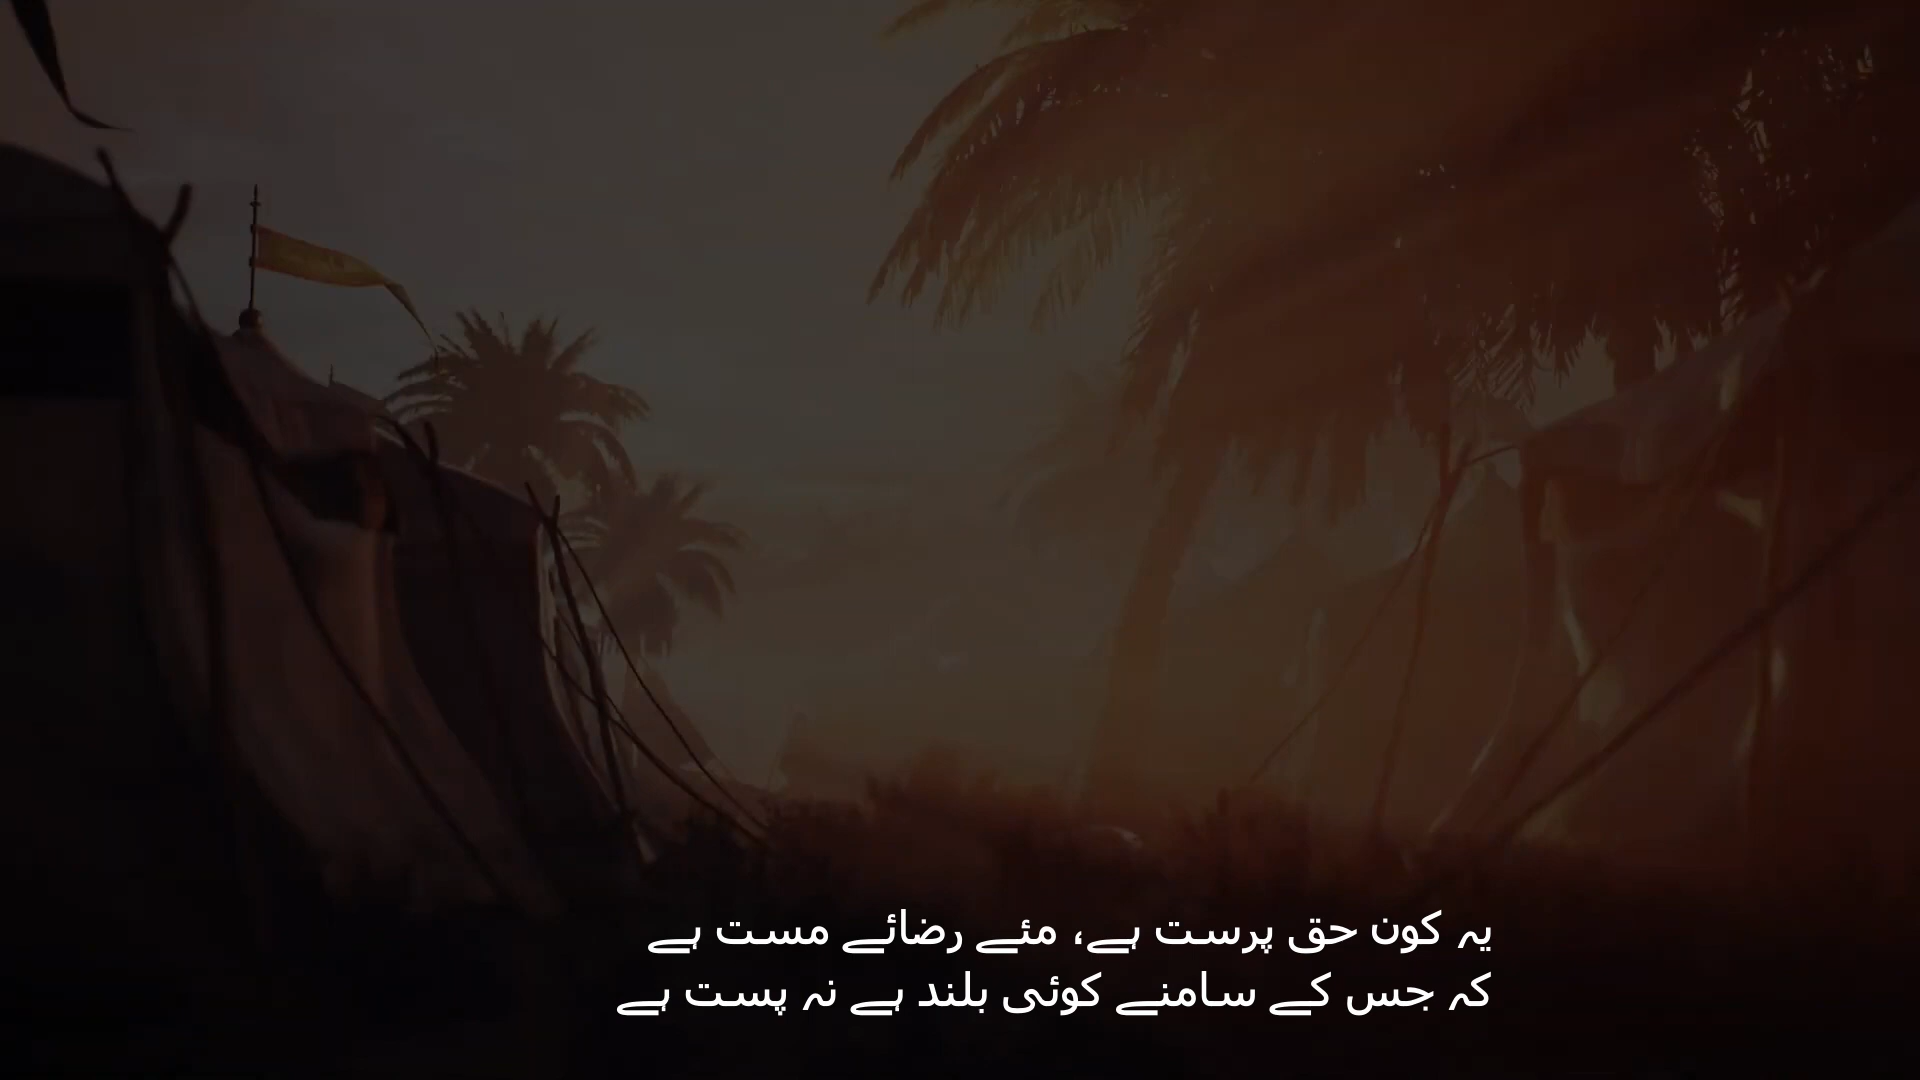 یہ کون حق پرست ہے، مئے رضائے مست ہے
کہ جس کے سامنے کوئی بلند ہے نہ پست ہے